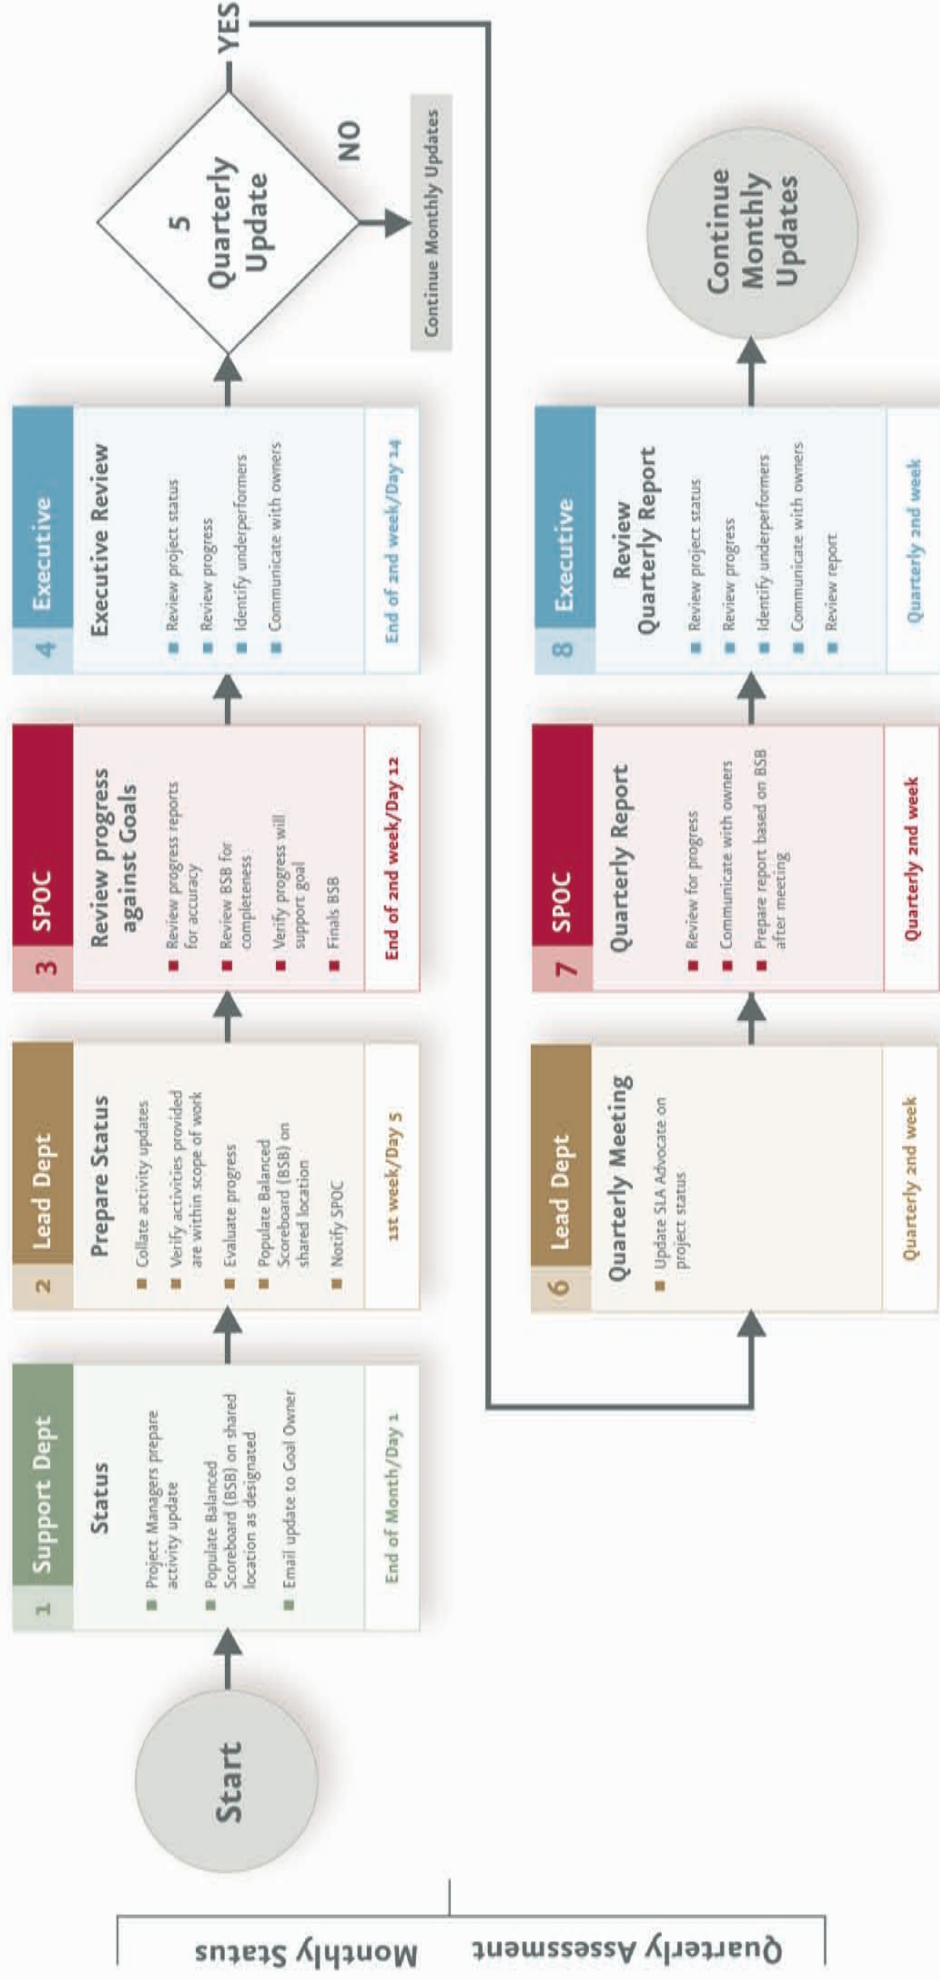 Monthly Status
Quarterly Assessment
Start
1 Support Dept
Status
Project Managers prepare
activity update
Populate Balanced
Scoreboard (BSB) on shared
location as designated
Email update to Goal Owner
End of Month/Day 1
2 Lead Dept
Prepare Status
Collate activity updates
Verify activities provided
are within scope of work
Evaluate progress
Populate Balanced
Scoreboard (BSB) on
shared location
Notify SPOC
1st week/Day 5
3 SPOC
Review progress
against Goals
Review progress reports
for accuracy
Review BSB for
completeness
Verify progress will
support goal
Finals BSB
End of 2nd week/Day 12
4 Executive
Executive Review
Review project status
Review progress
Identify underperformers
Communicate with owners
End of 2nd week/Day 14
5
Quarterly
Update
YES
NO
Continue Monthly Updates
6 Lead Dept
Quarterly Meeting
Update SLA Advocate on
project status
Quarterly 2nd week
7 SPOC
Quarterly Report
Review for progress
Communicate with owners
Prepare report based on BSB
after meeting
Quarterly 2nd week
8 Executive
Review
Quarterly Report
Review project status
Review progress
Identify underperformers
Communicate with owners
Review report
Quarterly 2nd week
Continue
Monthly
Updates